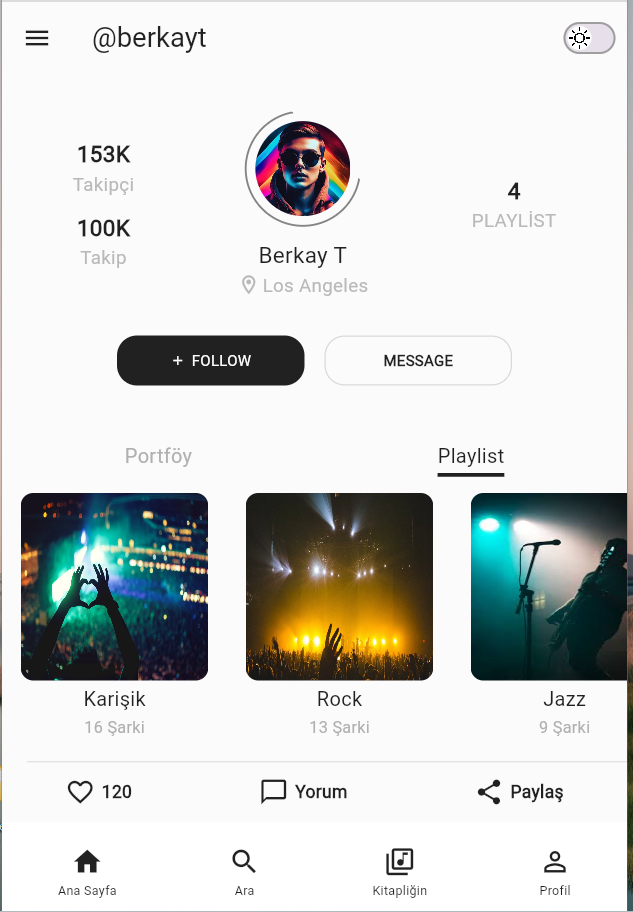 @berkayt
153K
Takipçi
100K
Takip
4
PLAYLİST
Berkay T
Los Angeles
+ FOLLOW
MESSAGE
Portföy
Playlist
Karişik
16 Şarki
Rock
13 Şarki
Jazz
9 Şarki
120
Yorum
Paylaş
Ana Sayfa
Ara
Kitapliğin
Profil